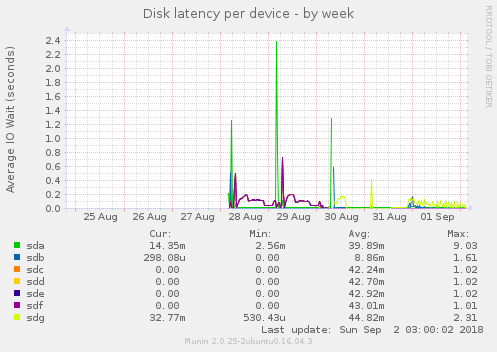 Disk latency per device - by week
RRDTOOL / TOBI OETIKER
Average IO Wait (seconds)
2.4
2.2
2.0
1.8
1.6
1.4
1.2
1.0
0.8
0.6
0.4
0.2
0.0
25 Aug 26 Aug 27 Aug 28 Aug 29 Aug 30 Aug 31 Aug 01 Sep
Cur: Min: Avg: Max:
sda 14.35m 2.56m 39.89m 9.03
sdb 298.08u 0.00 8.86m 1.61
sdc 0.00 0.00 42.24m 1.02
sdd 0.00 0.00 42.70m 1.02
sde 0.00 0.00 42.92m 1.02
sdf 0.00 0.00 43.01m 1.01
sdg 32.77m 530.43u 44.82m 2.31
Last update: Sun Sep 2 03:00:02 2018
Munin 2.0.25-2ubuntu0.16.04.3